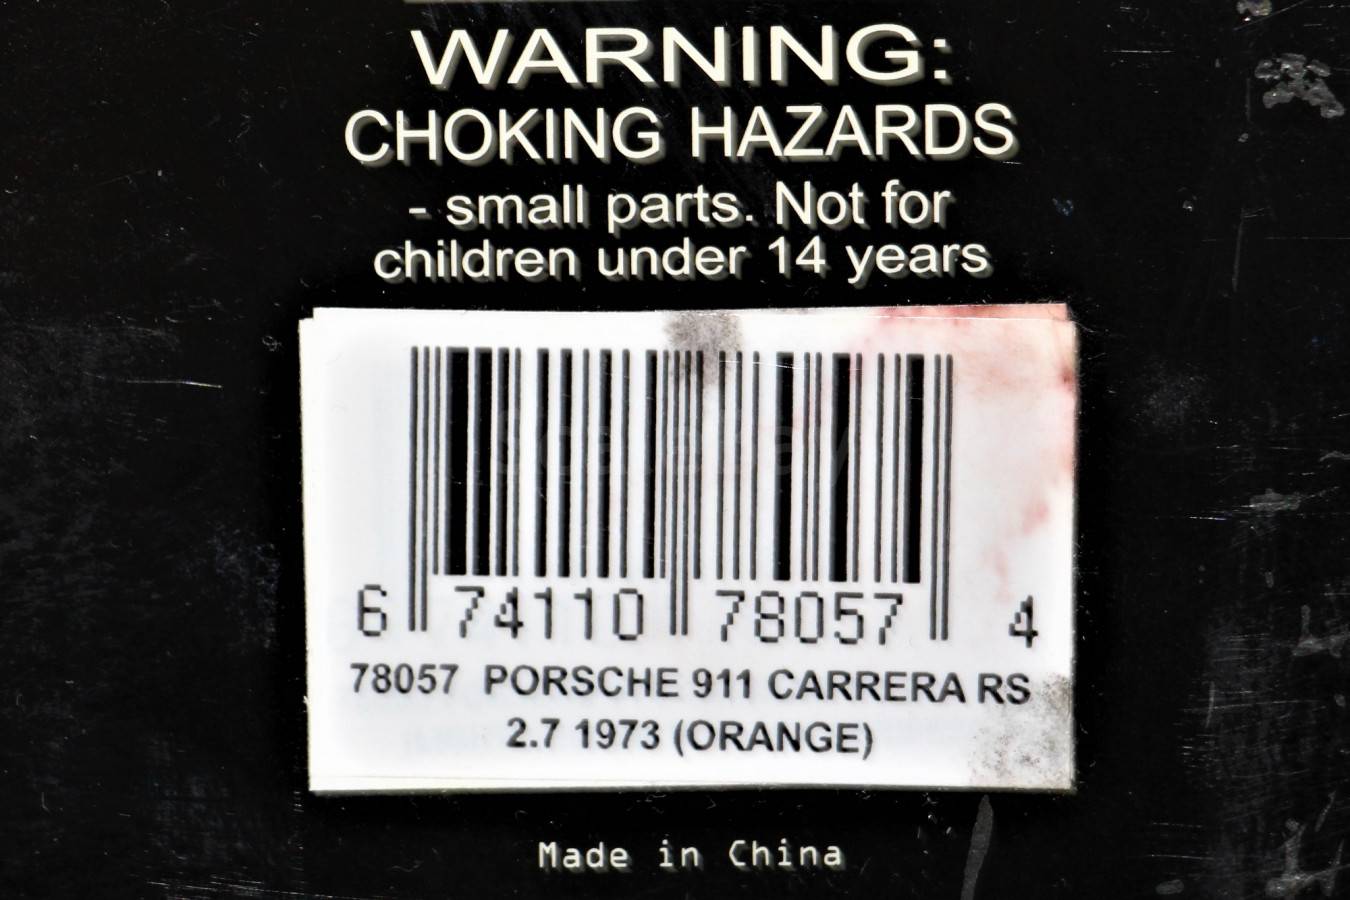 WARNING:
CHOKING HAZARDS
- small parts. Not for
children under 14 years
6 74110 78057 4
78057 PORSCHE 911 CARRERA RS
2.7 1973 (ORANGE)
Made in China